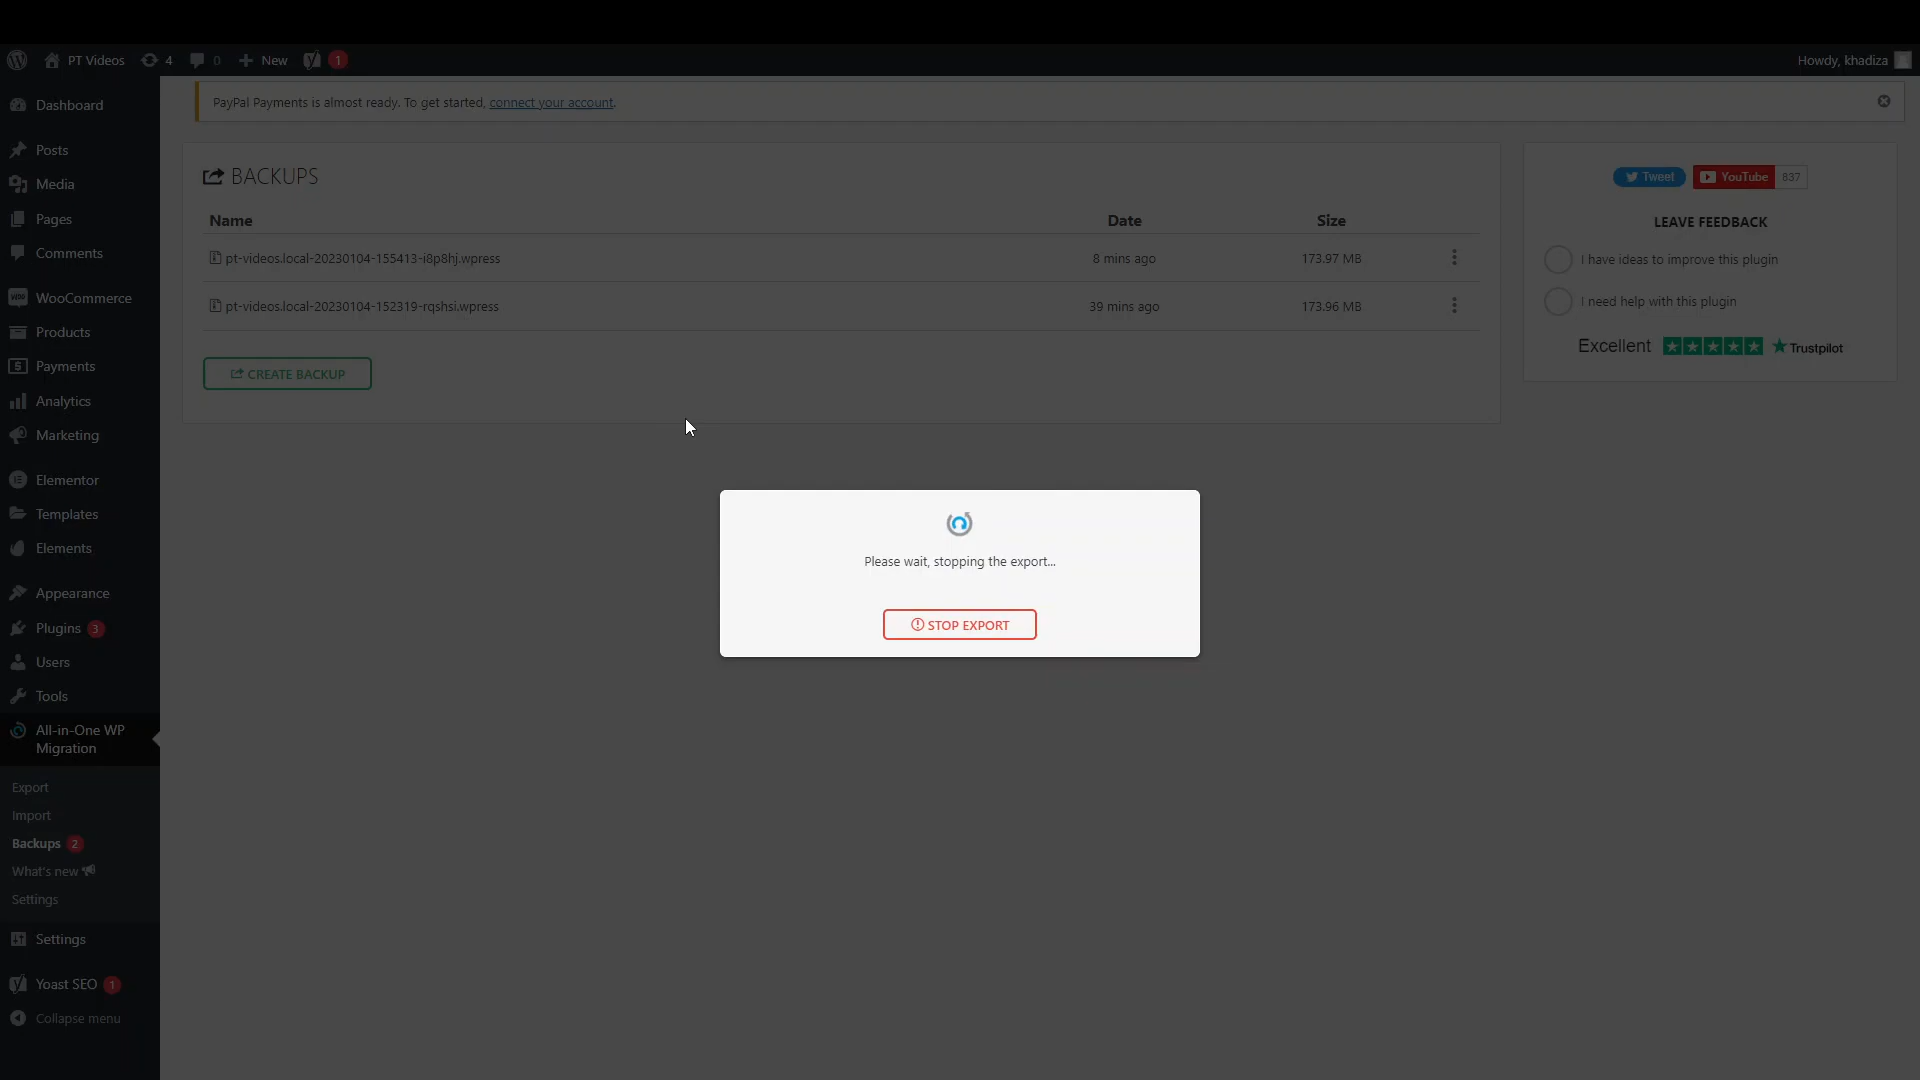 PT Videos 4 0 New 1 Howdy, khadiza
PayPal Payments is almost ready. To get started, connect your account.
Dashboard
Posts
Media
Pages
Comments
WooCommerce
Products
Payments
Analytics
Marketing
Elementor
Templates
Elements
Appearance
Plugins 3
Users
Tools
All-in-One WP
Migration
Export
Import
Backups 2
What's new
Settings
Settings
Yoast SEO 1
Collapse menu
BACKUPS
Name Date Size
pt-videos.local-20230104-155413-i8p8hj.wpress 8 mins ago 173.97 MB
pt-videos.local-20230104-152319-rqshsi.wpress 39 mins ago 173.96 MB
CREATE BACKUP
Tweet YouTube 837
LEAVE FEEDBACK
I have ideas to improve this plugin
I need help with this plugin
Excellent Trustpilot
Please wait, stopping the export...
STOP EXPORT